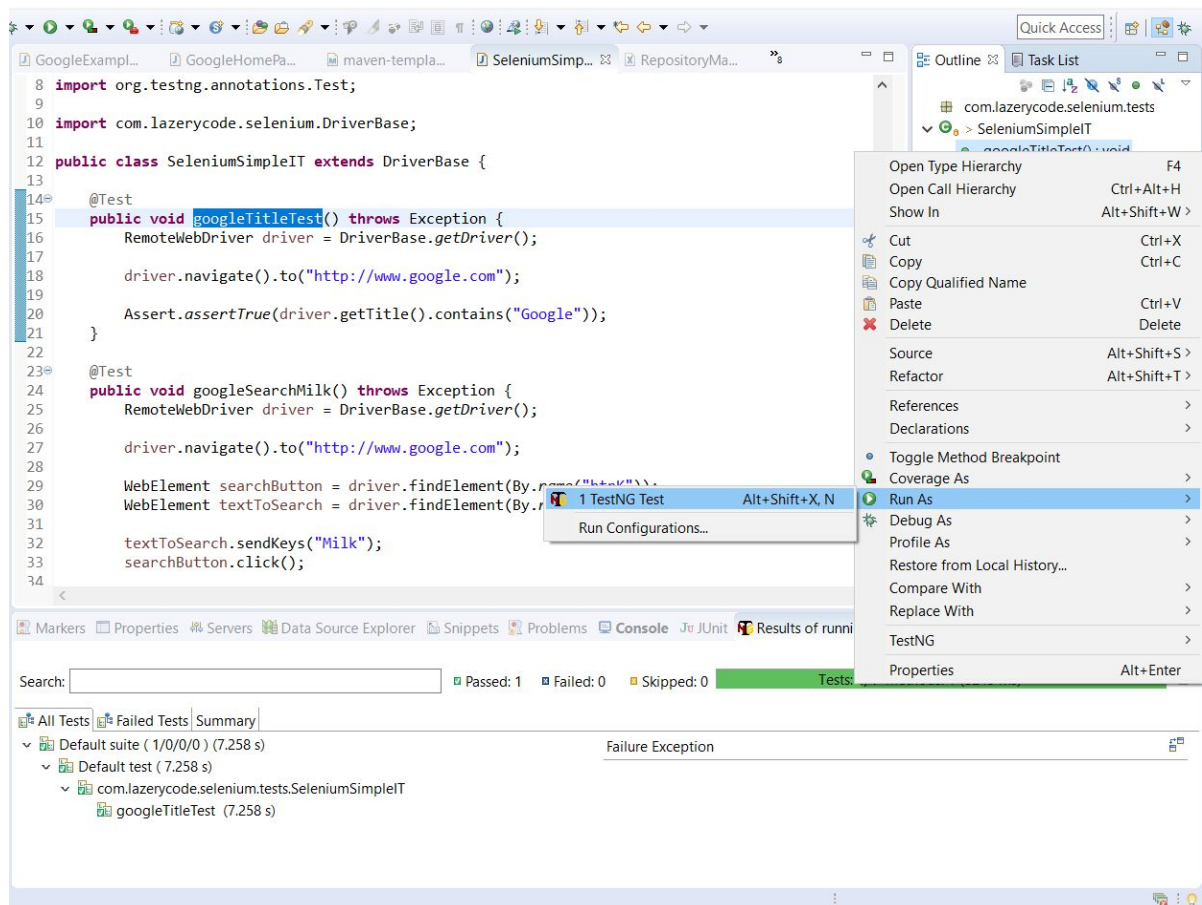 Quick Access
GoogleExampl... GoogleHomePa... maven-templa... SeleniumSimp... RepositoryMa... »8
Outline Task List
8 import org.testng.annotations.Test;
9
10 import com.lazerycode.selenium.DriverBase;
11
12 public class SeleniumSimpleIT extends DriverBase {
13
14 @Test
15 public void googleTitleTest() throws Exception {
16 RemoteWebDriver driver = DriverBase.getDriver();
17
18 driver.navigate().to("http://www.google.com");
19
20 Assert.assertTrue(driver.getTitle().contains("Google"));
21 }
22
23 @Test
24 public void googleSearchMilk() throws Exception {
25 RemoteWebDriver driver = DriverBase.getDriver();
26
27 driver.navigate().to("http://www.google.com");
28
29 WebElement searchButton = driver.findElement(By.name("btnK"));
30 WebElement textToSearch = driver.findElement(By.
31
32 textToSearch.sendKeys("Milk");
33 searchButton.click();
34
com.lazerycode.selenium.tests
> SeleniumSimpleIT
googleTitleTest() : void
Open Type Hierarchy F4
Open Call Hierarchy Ctrl+Alt+H
Show In Alt+Shift+W >
Cut Ctrl+X
Copy Ctrl+C
Copy Qualified Name
Paste Ctrl+V
Delete Delete
Source Alt+Shift+S >
Refactor Alt+Shift+T >
References >
Declarations >
Toggle Method Breakpoint
Coverage As >
Run As >
Debug As >
Profile As >
Restore from Local History...
Compare With >
Replace With >
TestNG >
Properties Alt+Enter
1 TestNG Test Alt+Shift+X, N
Run Configurations...
Markers Properties Servers Data Source Explorer Snippets Problems Console JUnit Results of runni
Search: Passed: 1 Failed: 0 Skipped: 0 Tests:
All Tests Failed Tests Summary
Default suite ( 1/0/0/0 ) (7.258 s)
Default test ( 7.258 s)
com.lazerycode.selenium.tests.SeleniumSimpleIT
googleTitleTest (7.258 s)
Failure Exception